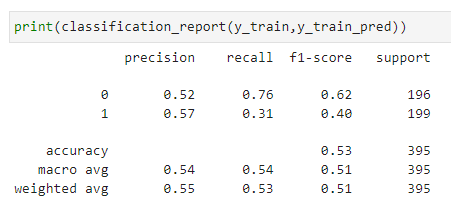 print(classification_report(y_train,y_train_pred))
precision recall f1-score support
0 0.52 0.76 0.62 196
1 0.57 0.31 0.40 199
accuracy 0.53 395
macro avg 0.54 0.54 0.51 395
weighted avg 0.55 0.53 0.51 395